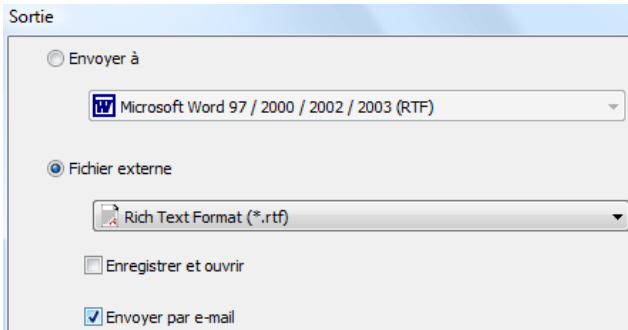 Sortie
Envoyer à
Microsoft Word 97 / 2000 / 2002 / 2003 (RTF)
Fichier externe
Rich Text Format (*.rtf)
Enregistrer et ouvrir
Envoyer par e-mail